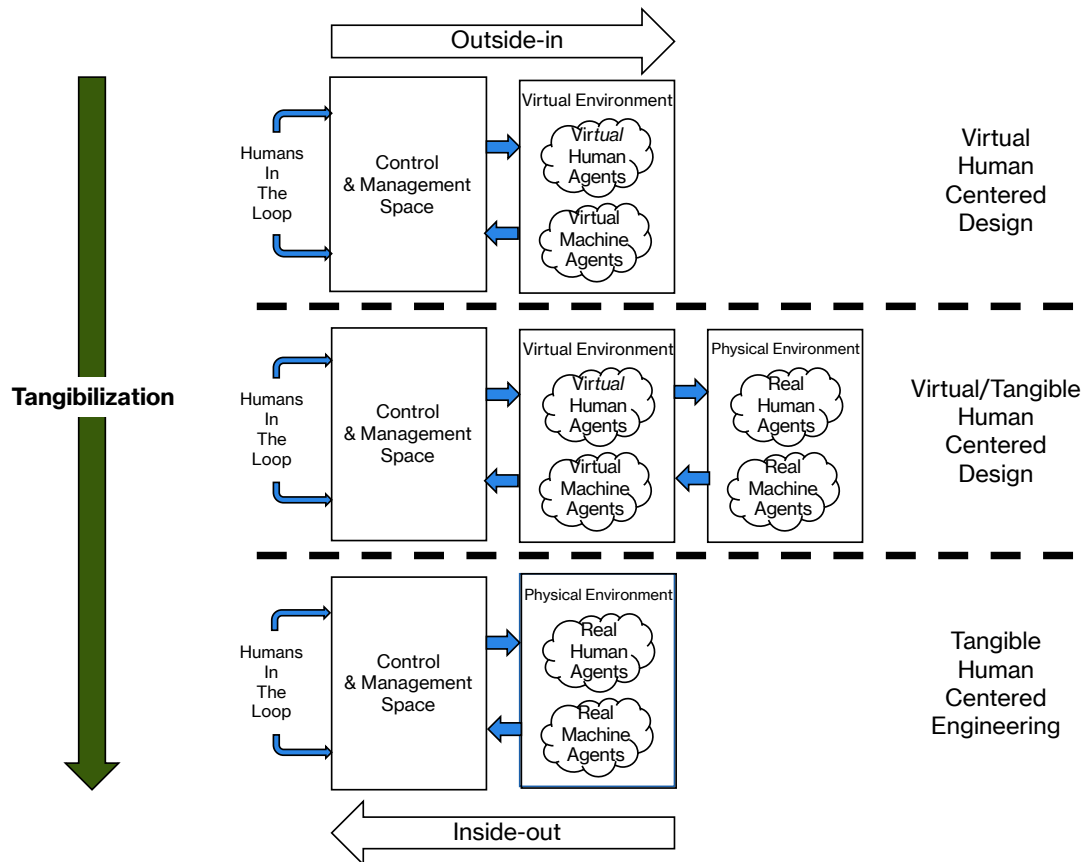 Outside-in
Humans
In
The
Loop
Control
& Management
Space
Virtual Environment
Virtual
Human
Agents
Virtual
Machine
Agents
Virtual
Human
Centered
Design
Tangibilization
Humans
In
The
Loop
Control
& Management
Space
Virtual Environment
Virtual
Human
Agents
Virtual
Machine
Agents
Physical Environment
Real
Human
Agents
Real
Machine
Agents
Virtual/Tangible
Human
Centered
Design
Humans
In
The
Loop
Control
& Management
Space
Physical Environment
Real
Human
Agents
Real
Machine
Agents
Tangible
Human
Centered
Engineering
Inside-out